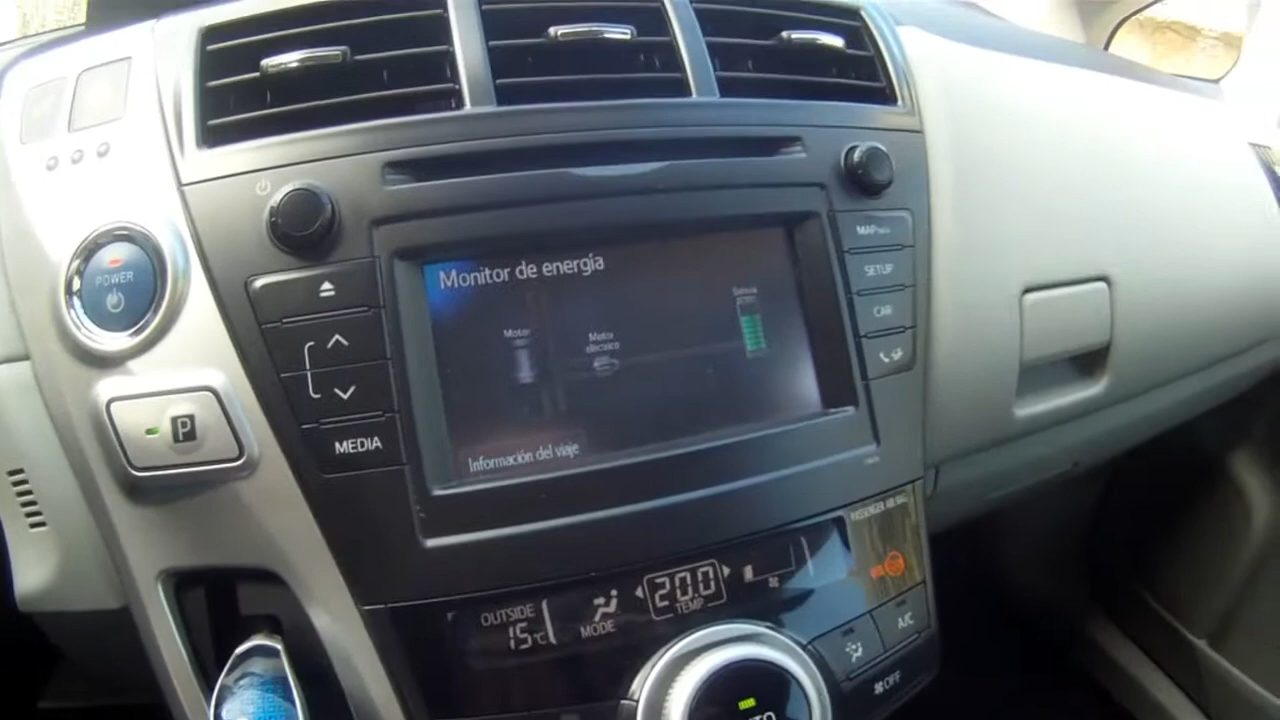 POWER
P
MEDIA
Monitor de energía
Motor
Motor
eléctrico
Batería
Información del viaje
MAP
SETUP
CAR
PASSENGER AIR BAG
OUTSIDE
15°C
MODE
20.0
TEMP
A/C
OFF